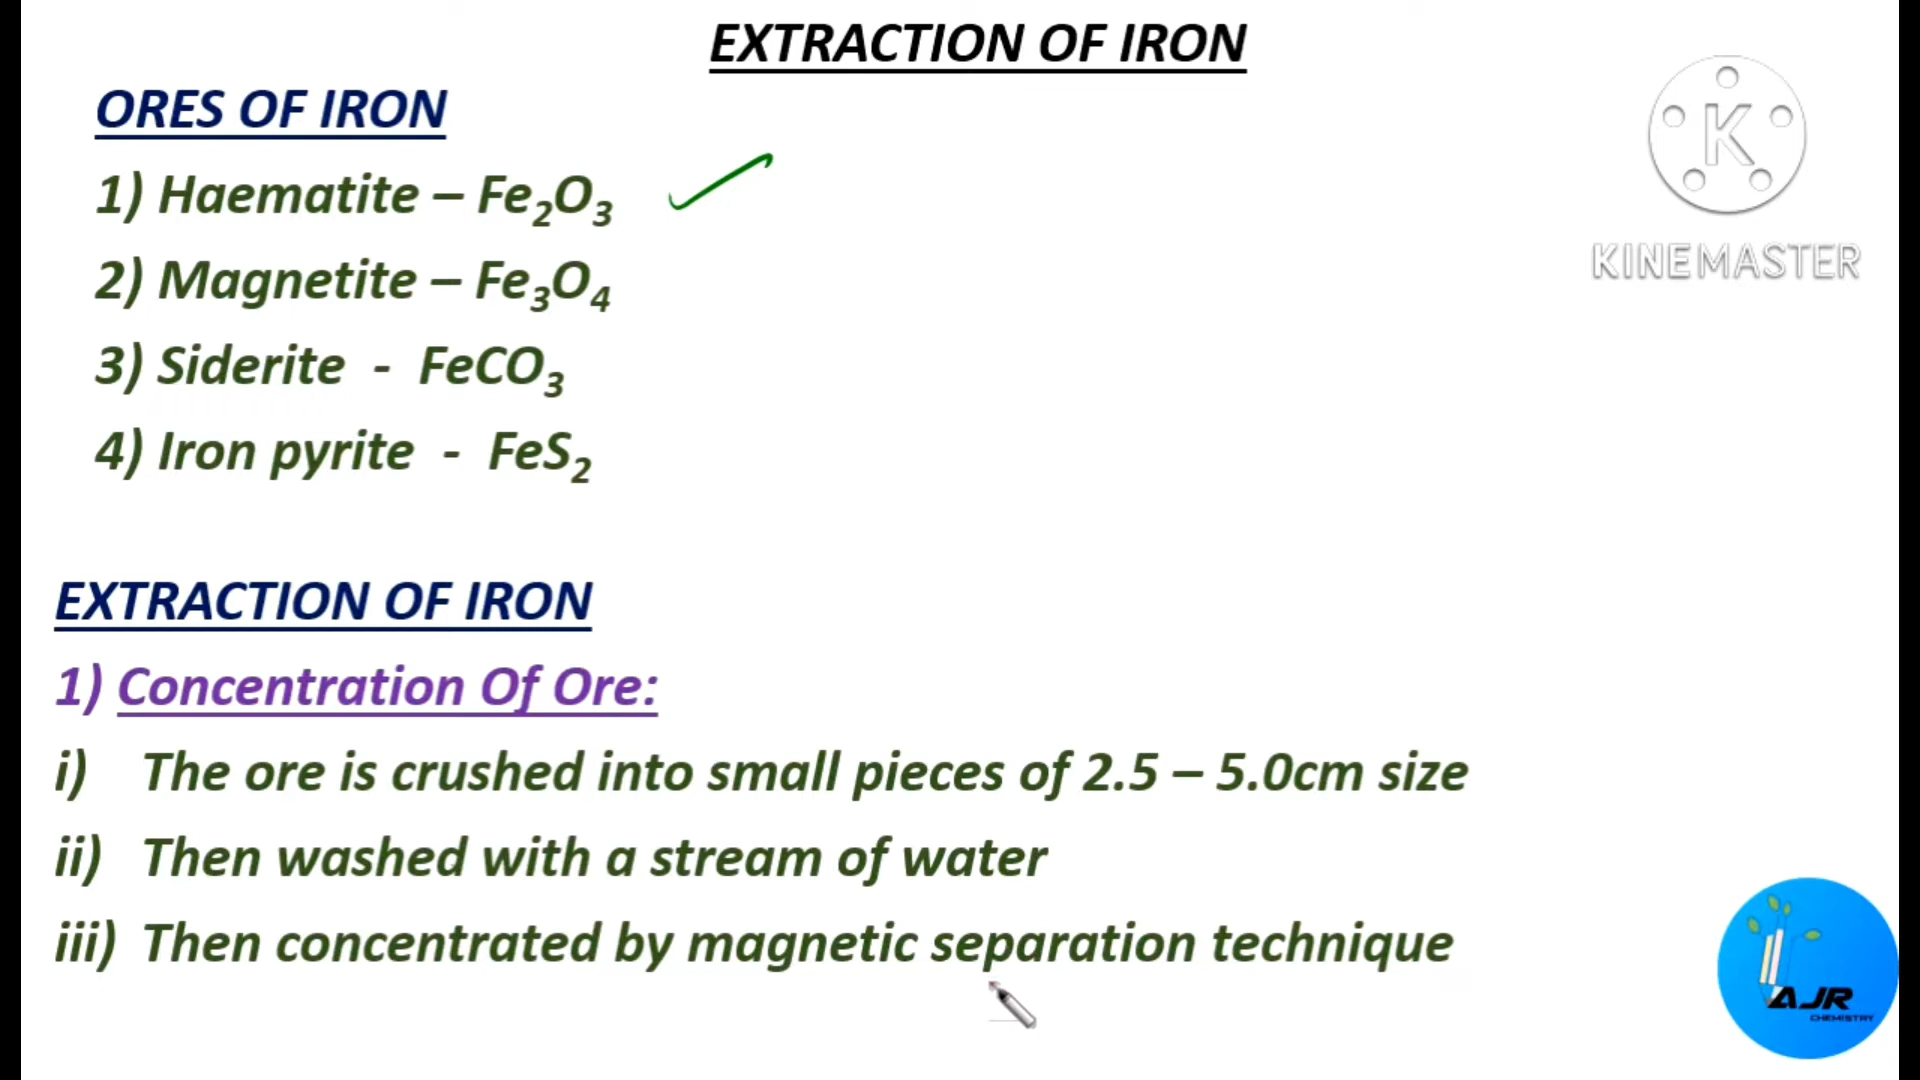 EXTRACTION OF IRON
ORES OF IRON
1) Haematite – Fe₂O₃
2) Magnetite – Fe₃O₄
3) Siderite - FeCO₃
4) Iron pyrite - FeS₂
K
KINEMASTER
EXTRACTION OF IRON
1) Concentration Of Ore:
i) The ore is crushed into small pieces of 2.5 – 5.0cm size
ii) Then washed with a stream of water
iii) Then concentrated by magnetic separation technique
AJR
CHEMISTRY